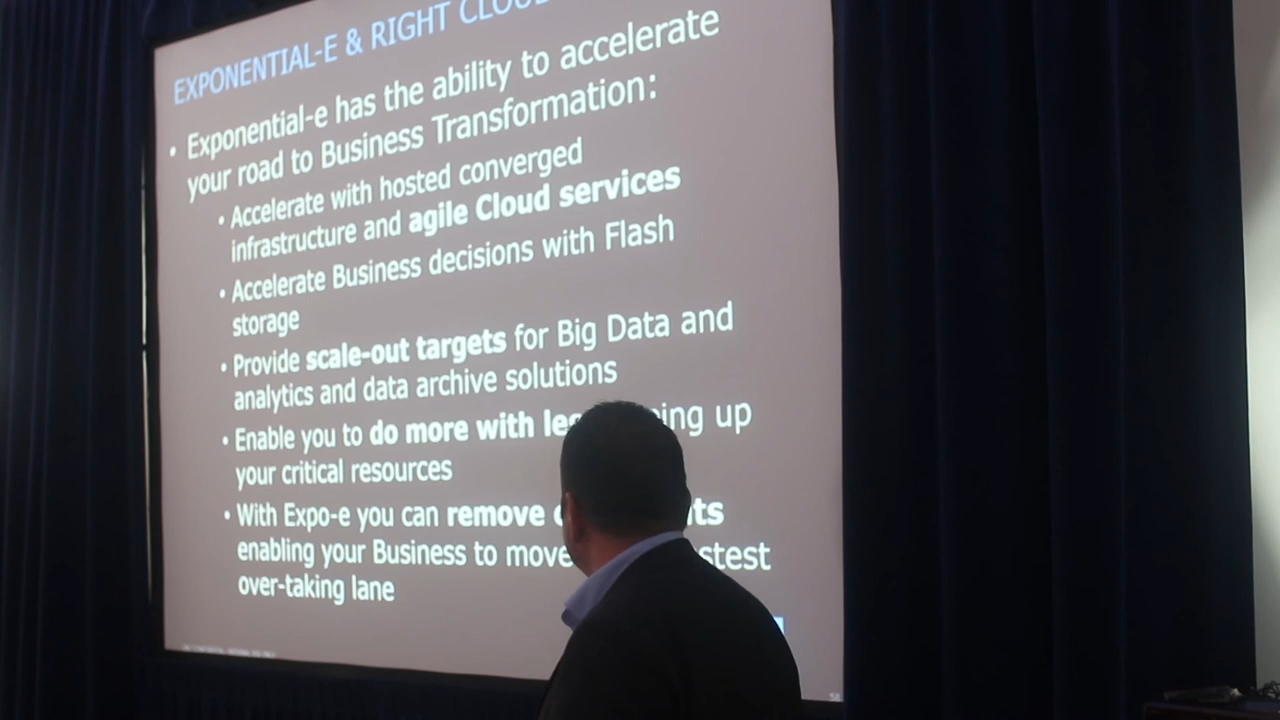 EXPONENTIAL-E & RIGHT CLOUD
• Exponential-e has the ability to accelerate
your road to Business Transformation:
• Accelerate with hosted converged
infrastructure and agile Cloud services
• Accelerate Business decisions with Flash
storage
• Provide scale-out targets for Big Data and
analytics and data archive solutions
• Enable you to do more with up
your critical resources
• With Expo-e you can remove
enabling your Business to move
over-taking lane